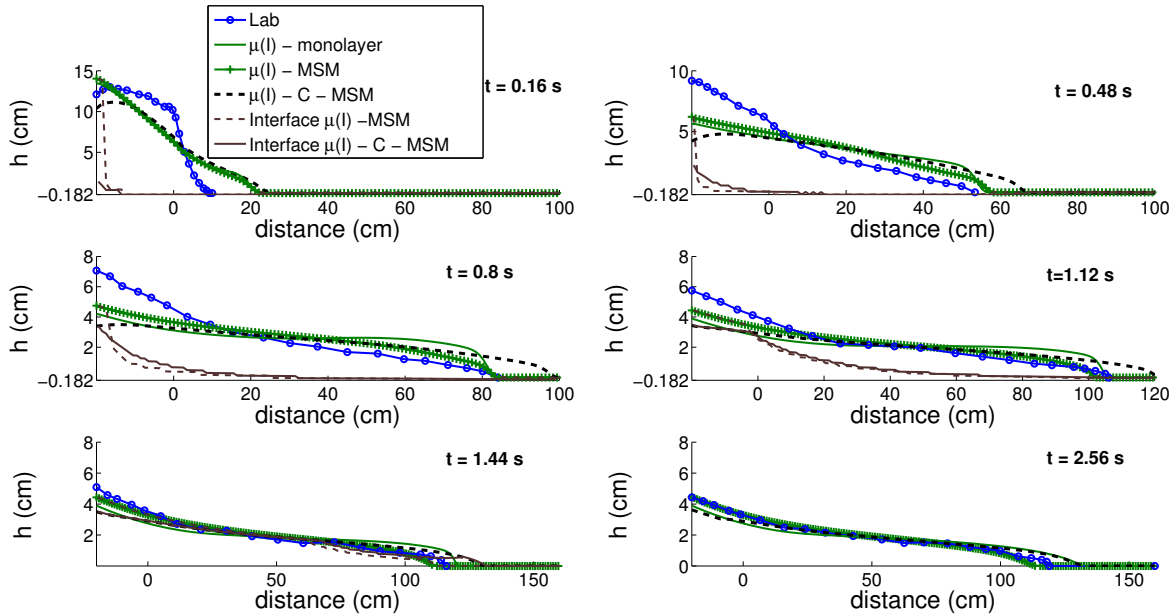 Lab
μ(I) − monolayer
μ(I) − MSM
μ(I) − C − MSM
Interface μ(I) −MSM
Interface μ(I) − C − MSM
t = 0.16 s
h (cm)
15
10
5
−0.182
0 20 40 60 80 100
distance (cm)
t = 0.48 s
h (cm)
10
5
−0.182
0 20 40 60 80 100
distance (cm)
t = 0.8 s
h (cm)
8
6
4
2
−0.182
0 20 40 60 80 100
distance (cm)
t=1.12 s
h (cm)
8
6
4
2
−0.182
0 20 40 60 80 100 120
distance (cm)
t = 1.44 s
h (cm)
8
6
4
2
0
0 50 100 150
distance (cm)
t = 2.56 s
h (cm)
8
6
4
2
0
0 50 100 150
distance (cm)